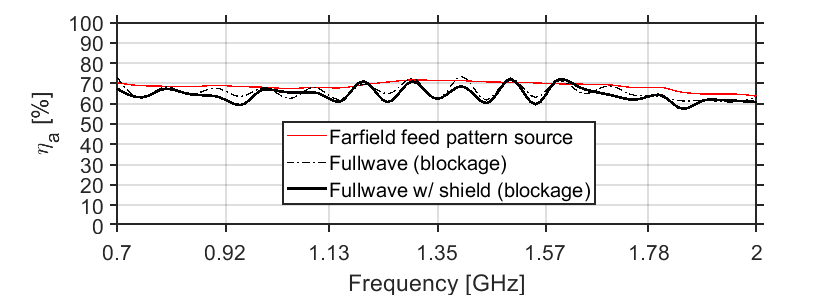 100
90
80
70
60
50
40
30
20
10
0
ηa [%]
Farfield feed pattern source
Fullwave (blockage)
Fullwave w/ shield (blockage)
0.7 0.92 1.13 1.35 1.57 1.78 2
Frequency [GHz]